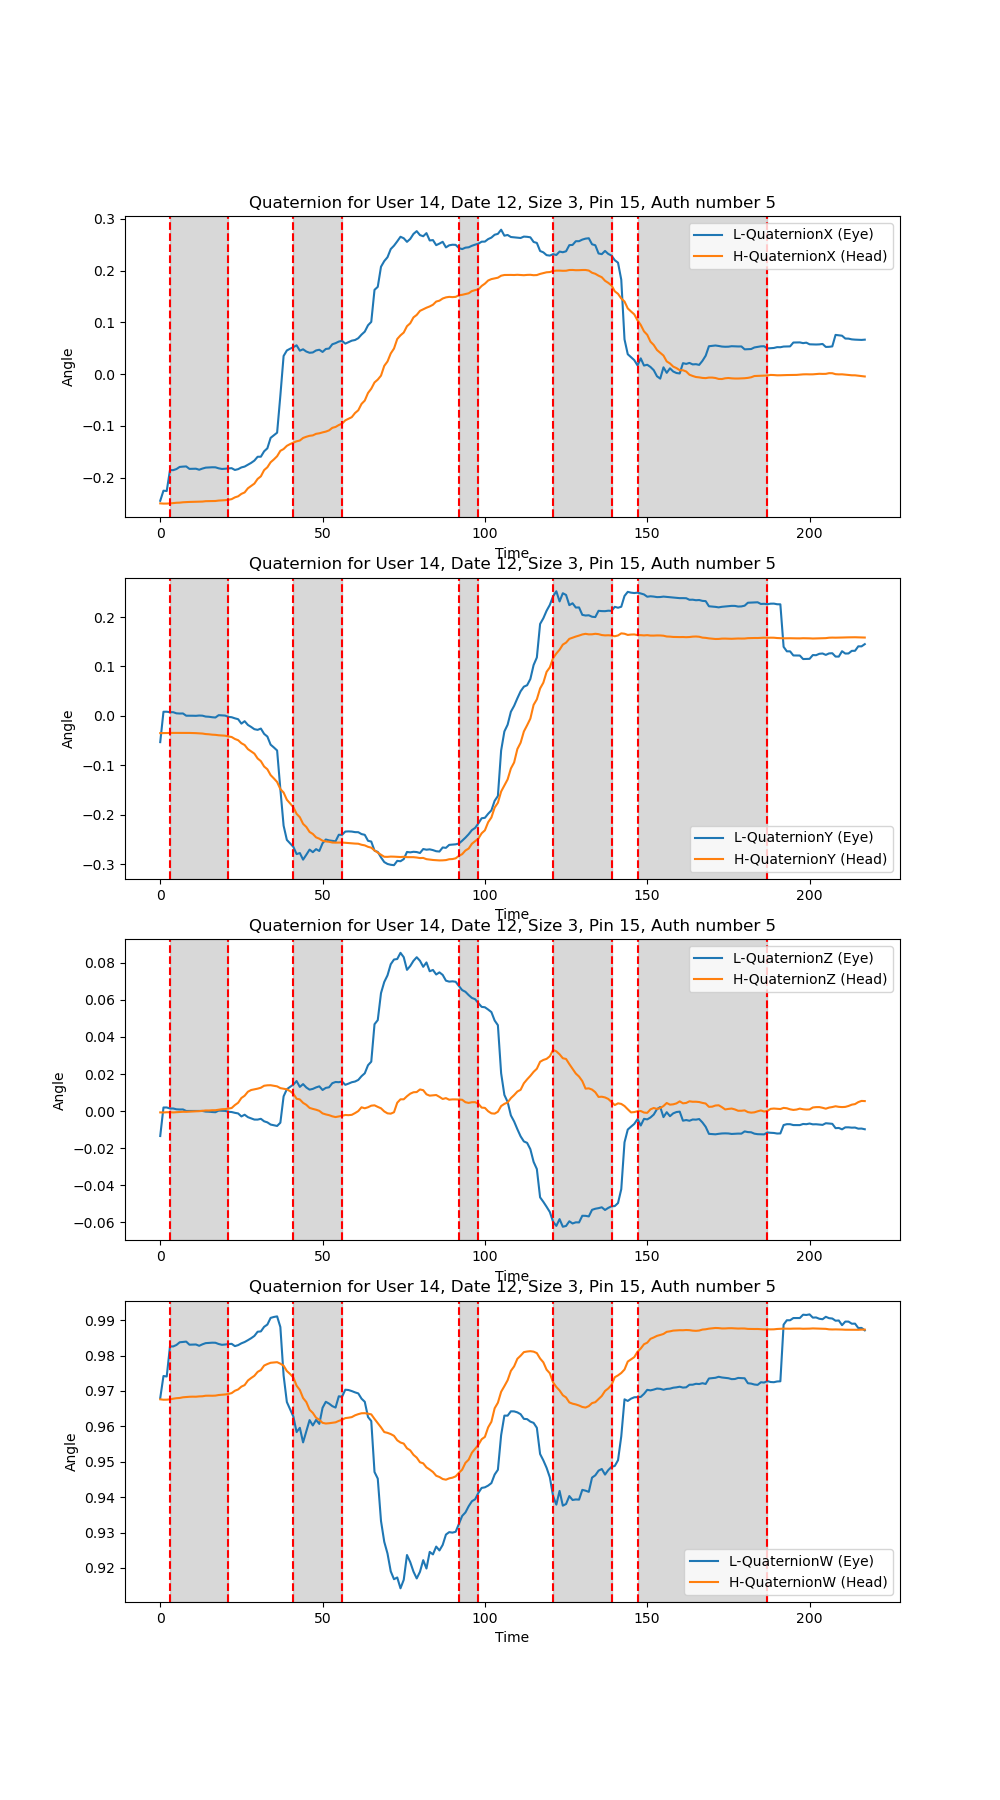 Quaternion for User 14, Date 12, Size 3, Pin 15, Auth number 5
0.3
0.2
0.1
0.0
−0.1
−0.2
Angle
L-QuaternionX (Eye)
H-QuaternionX (Head)
0 50 100 150 200
Time
Quaternion for User 14, Date 12, Size 3, Pin 15, Auth number 5
0.2
0.1
0.0
−0.1
−0.2
−0.3
Angle
L-QuaternionY (Eye)
H-QuaternionY (Head)
0 50 100 150 200
Time
Quaternion for User 14, Date 12, Size 3, Pin 15, Auth number 5
0.08
0.06
0.04
0.02
0.00
−0.02
−0.04
−0.06
Angle
L-QuaternionZ (Eye)
H-QuaternionZ (Head)
0 50 100 150 200
Time
Quaternion for User 14, Date 12, Size 3, Pin 15, Auth number 5
0.99
0.98
0.97
0.96
0.95
0.94
0.93
0.92
Angle
L-QuaternionW (Eye)
H-QuaternionW (Head)
0 50 100 150 200
Time